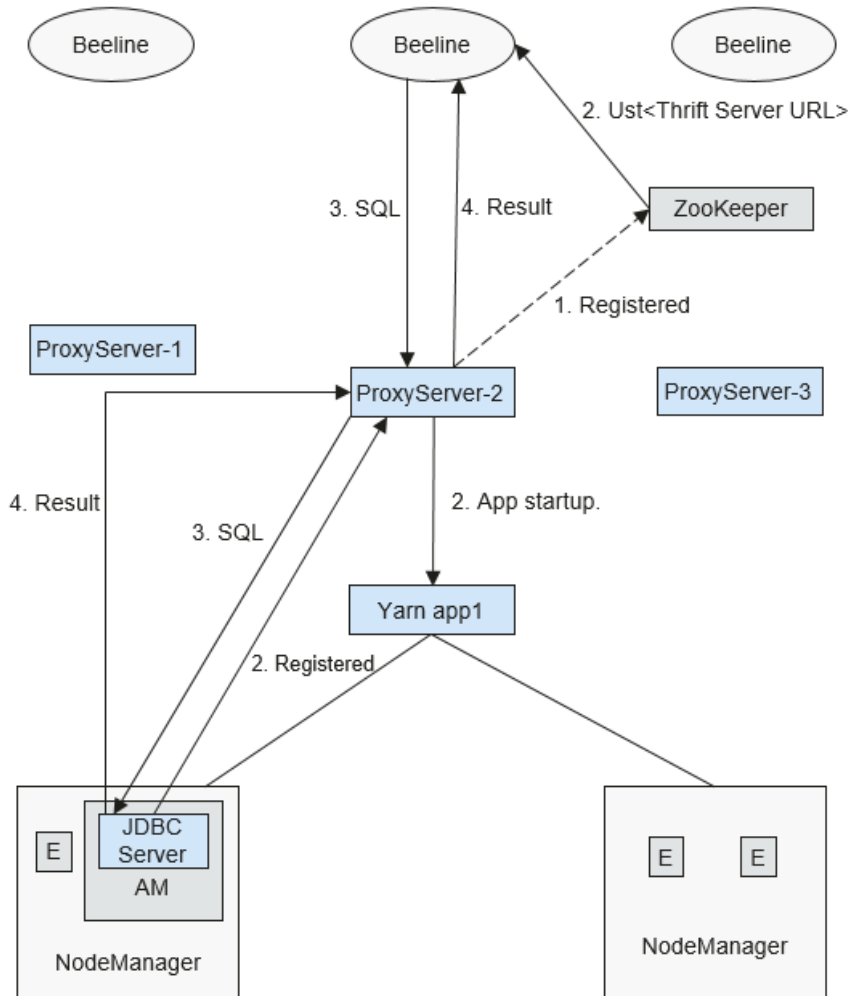 Beeline
Beeline
Beeline
2. Ust<Thrift Server URL>
3. SQL
4. Result
ZooKeeper
1. Registered
ProxyServer-1
ProxyServer-2
ProxyServer-3
4. Result
3. SQL
2. App startup.
Yarn app1
2. Registered
E
JDBC
Server
AM
NodeManager
E
E
NodeManager